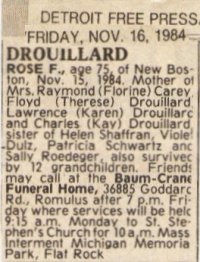 DETROIT FREE PRESS
FRIDAY, NOV. 16, 1984
DROUILLARD
ROSE F., age 75, of New Bos-
ton, Nov. 15, 1984. Mother of
Mrs. Raymond (Florine) Carey,
Floyd (Therese) Drouillard,
Lawrence (Karen) Drouillard
and Charles (Kay) Drouillard,
sister of Helen Shaffran, Violet
Dulz, Patricia Schwartz and
Sally Roedeger, also survived
by 12 grandchildren. Friends
may call at the Baum-Crane
Funeral Home, 36885 Goddard
Rd., Romulus after 7 p.m. Fri-
day where services will be held
9:15 a.m. Monday to St. Ste-
phen's Church for 10 a.m. Mass.
Interment Michigan Memorial
Park, Flat Rock